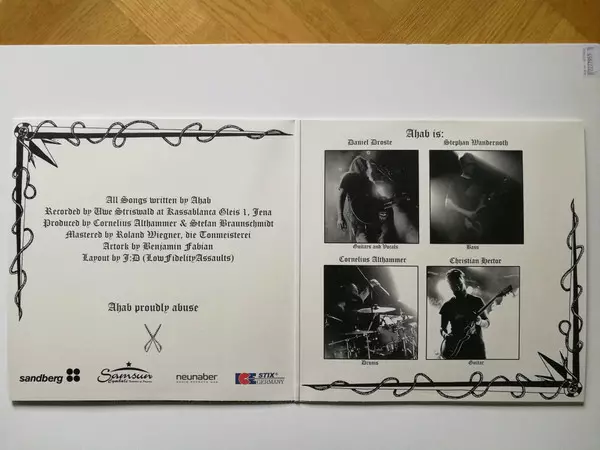 All Songs written by Ahab
Recorded by Uwe Striswald at Kassablanca Gleis 1, Jena
Produced by Cornelius Althammer & Stefan Braunschmidt
Mastered by Roland Wiegner, die Tonmeisterei
Actork by Benjamin Fabian
Layout by J:D (LowFidelityAssaults)
Ahab proudly abuse
sandberg
Samsun
Cymbals
neunaber
STIX®
GERMANY
Ahab is:
Daniel Droste
Stephan Wandernoth
Guitars and Vocals
Bass
Cornelius Althammer
Christian Hector
Drums
Guitar